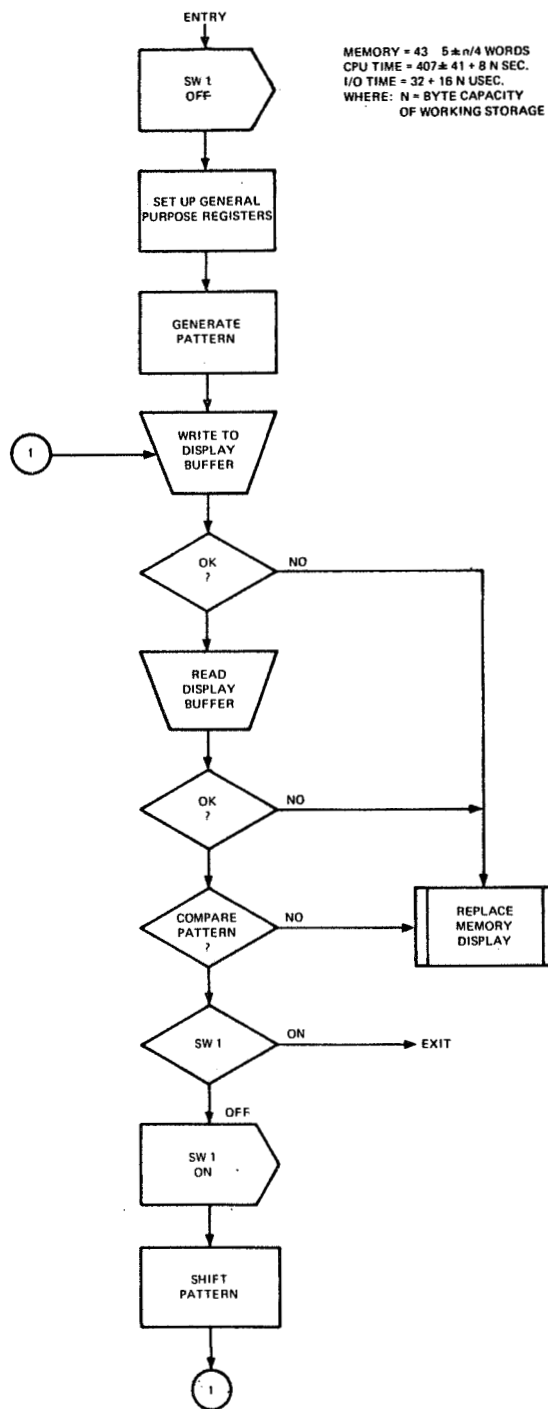 ENTRY
MEMORY = 43 5 ± n/4 WORDS
CPU TIME = 407 ± 41 + 8 N SEC.
I/O TIME = 32 + 16 N USEC.
WHERE: N = BYTE CAPACITY
OF WORKING STORAGE
SW 1
OFF
SET UP GENERAL
PURPOSE REGISTERS
GENERATE
PATTERN
1
WRITE TO
DISPLAY
BUFFER
OK
?
NO
READ
DISPLAY
BUFFER
OK
?
NO
COMPARE
PATTERN
?
NO
REPLACE
MEMORY
DISPLAY
SW 1
ON
EXIT
OFF
SW 1
ON
SHIFT
PATTERN
1